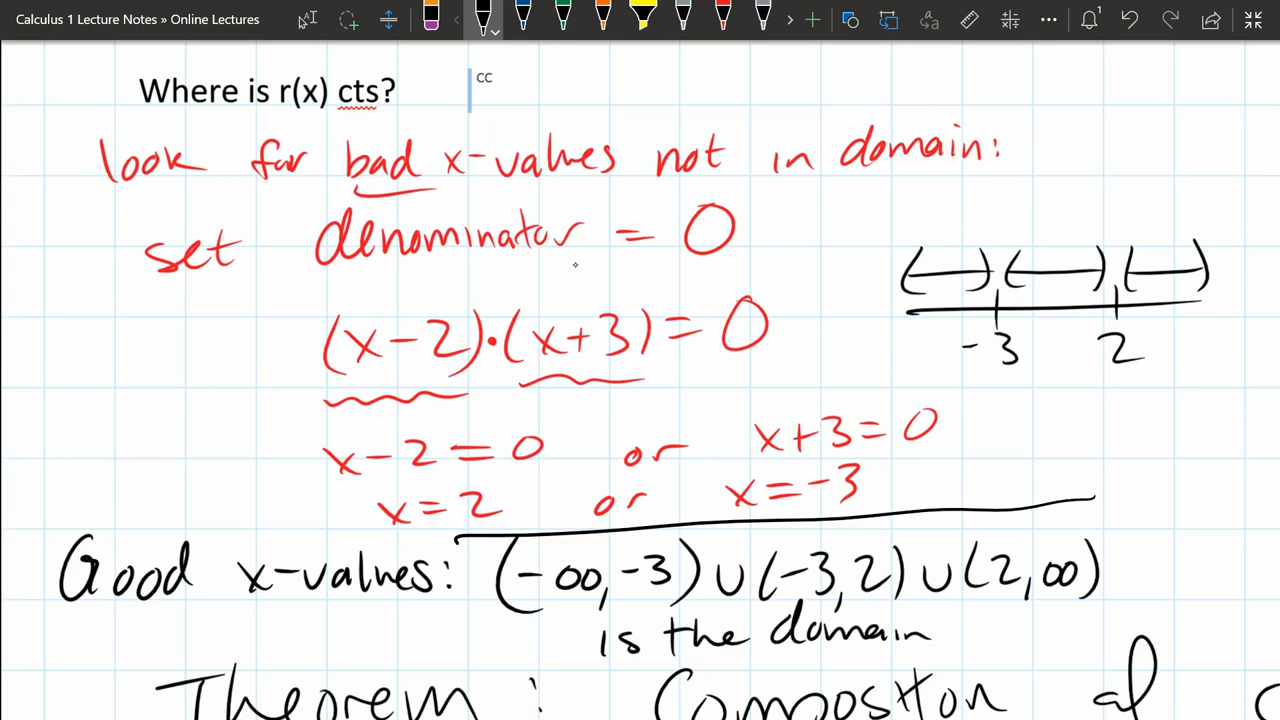 Calculus 1 Lecture Notes » Online Lectures
1
Where is r(x) cts?
cc
look for bad x-values not in domain:
set denominator = 0
(x-2)·(x+3)=0
-3 2
x-2=0 or x+3=0
x=2 or x=-3
Good x-values: (-∞,-3)∪(-3,2)∪(2,∞)
is the domain
Theorem: Composition of